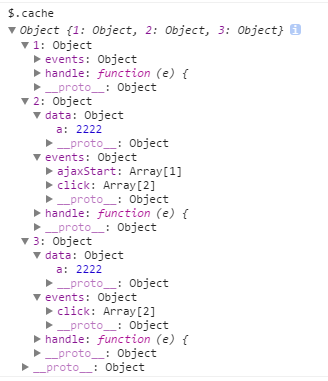 $.cache
▼ Object {1: Object, 2: Object, 3: Object} i
▼ 1: Object
▶ events: Object
▶ handle: function (e) {
▶ __proto__: Object
▼ 2: Object
▼ data: Object
a: 2222
▶ __proto__: Object
▼ events: Object
▶ ajaxStart: Array[1]
▶ click: Array[2]
▶ __proto__: Object
▶ handle: function (e) {
▶ __proto__: Object
▼ 3: Object
▼ data: Object
a: 2222
▶ __proto__: Object
▼ events: Object
▶ click: Array[2]
▶ __proto__: Object
▶ handle: function (e) {
▶ __proto__: Object
▶ __proto__: Object